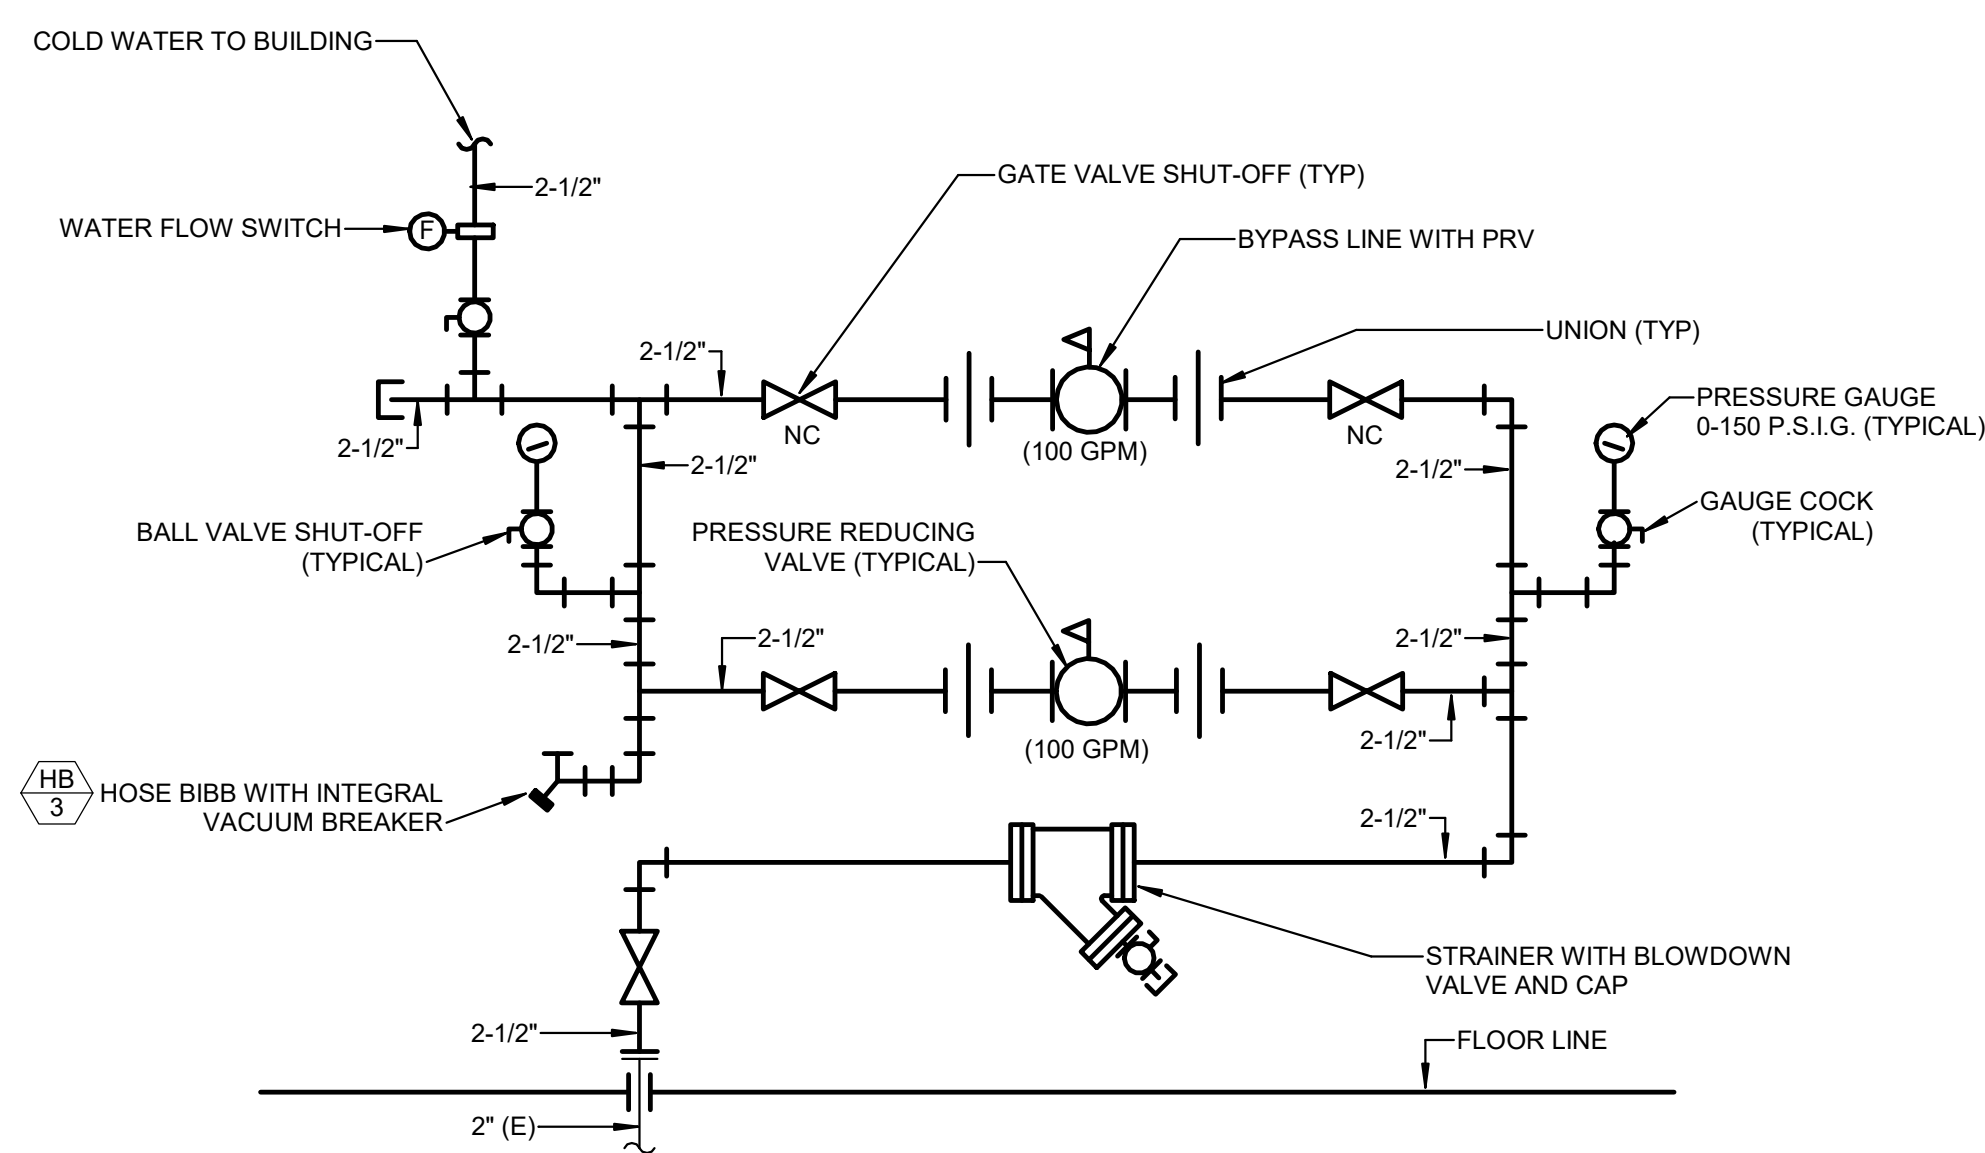 COLD WATER TO BUILDING
2-1/2"
GATE VALVE SHUT-OFF (TYP)
WATER FLOW SWITCH
F
BYPASS LINE WITH PRV
UNION (TYP)
2-1/2"
PRESSURE GAUGE
0-150 P.S.I.G. (TYPICAL)
2-1/2"
NC
(100 GPM)
NC
2-1/2"
2-1/2"
GAUGE COCK
(TYPICAL)
BALL VALVE SHUT-OFF
(TYPICAL)
PRESSURE REDUCING
VALVE (TYPICAL)
2-1/2"
2-1/2"
2-1/2"
2-1/2"
(100 GPM)
HB
3
HOSE BIBB WITH INTEGRAL
VACUUM BREAKER
2-1/2"
STRAINER WITH BLOWDOWN
VALVE AND CAP
2-1/2"
FLOOR LINE
2" (E)